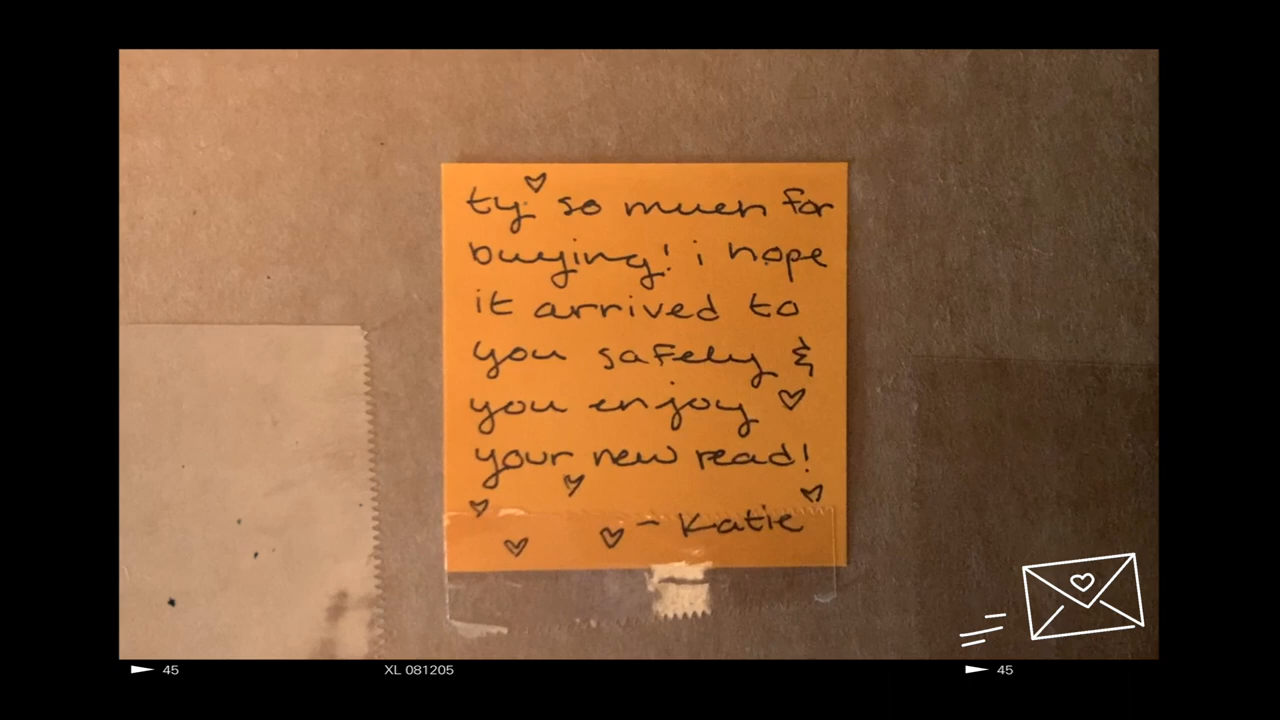 ty so much for
buying! i hope
it arrived to
you safely &
you enjoy
your new read!
- Katie
45
XL 081205
45